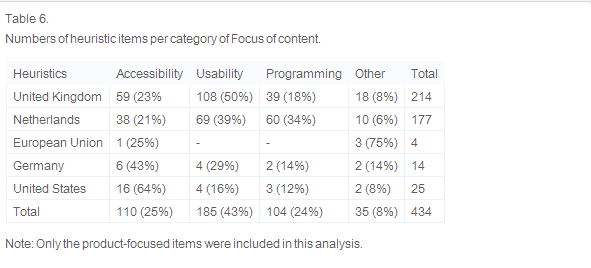 Table 6.
Numbers of heuristic items per category of Focus of content.
Heuristics Accessibility Usability Programming Other Total
United Kingdom 59 (23% 108 (50%) 39 (18%) 18 (8%) 214
Netherlands 38 (21%) 69 (39%) 60 (34%) 10 (6%) 177
European Union 1 (25%) - - 3 (75%) 4
Germany 6 (43%) 4 (29%) 2 (14%) 2 (14%) 14
United States 16 (64%) 4 (16%) 3 (12%) 2 (8%) 25
Total 110 (25%) 185 (43%) 104 (24%) 35 (8%) 434
Note: Only the product-focused items were included in this analysis.